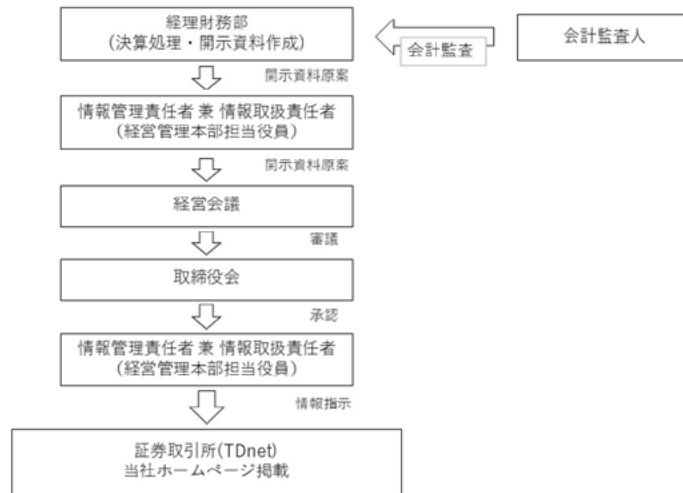 経理財務部
(決算処理・開示資料作成)
会計監査
会計監査人
開示資料原案
情報管理責任者 兼 情報取扱責任者
(経営管理本部担当役員)
開示資料原案
経営会議
審議
取締役会
承認
情報管理責任者 兼 情報取扱責任者
(経営管理本部担当役員)
情報指示
証券取引所(TDnet)
当社ホームページ掲載